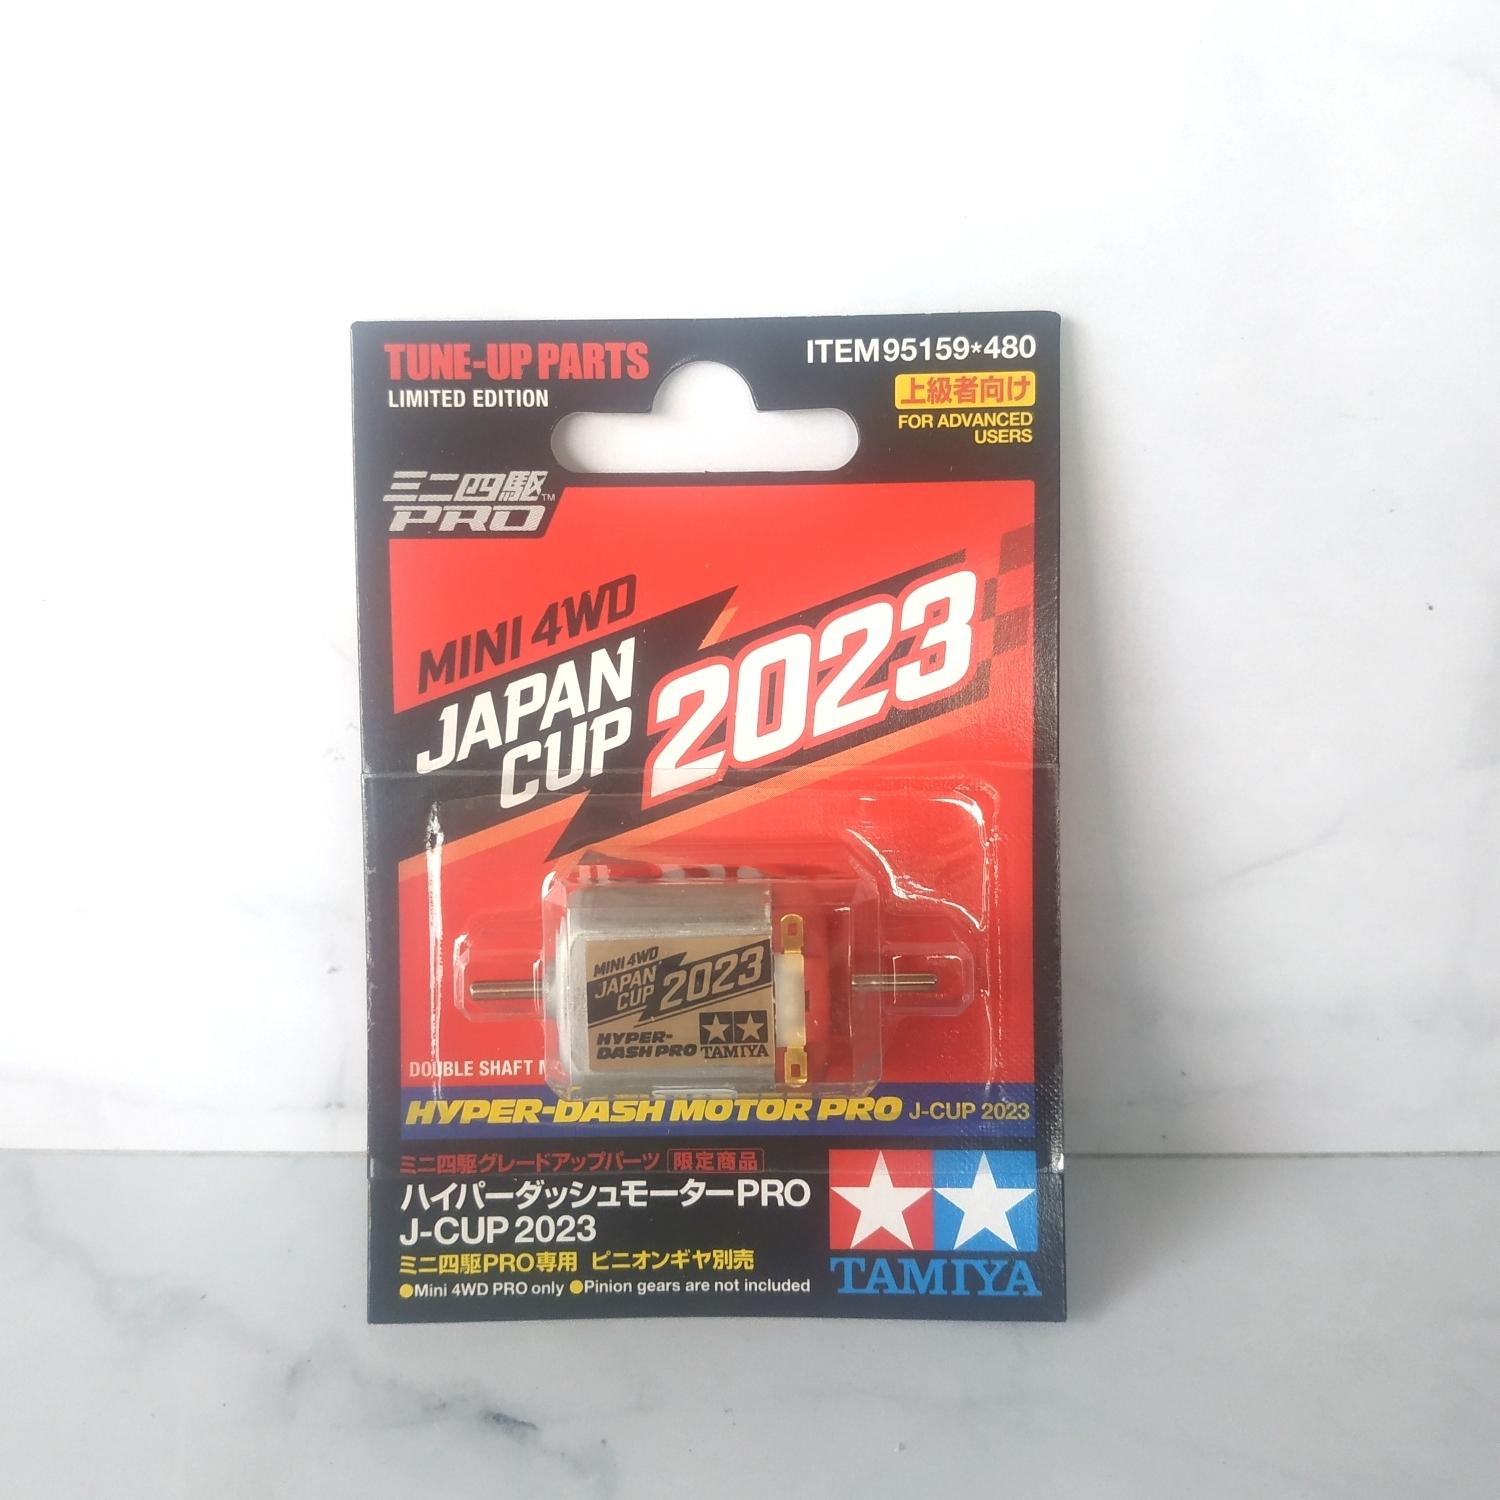 TUNE-UP PARTS
LIMITED EDITION
ITEM 95159*480
上級者向け
FOR ADVANCED
USERS
ミニ四駆™
PRO
MINI 4WD
JAPAN
CUP
2023
MINI 4WD
JAPAN
CUP
2023
HYPER-
DASH PRO
TAMIYA
DOUBLE SHAFT
HYPER-DASH MOTOR PRO J-CUP 2023
ミニ四駆グレードアップパーツ 限定商品
ハイパーダッシュモーターPRO
J-CUP 2023
ミニ四駆PRO専用 ピニオンギヤ別売
●Mini 4WD PRO only ●Pinion gears are not included
TAMIYA